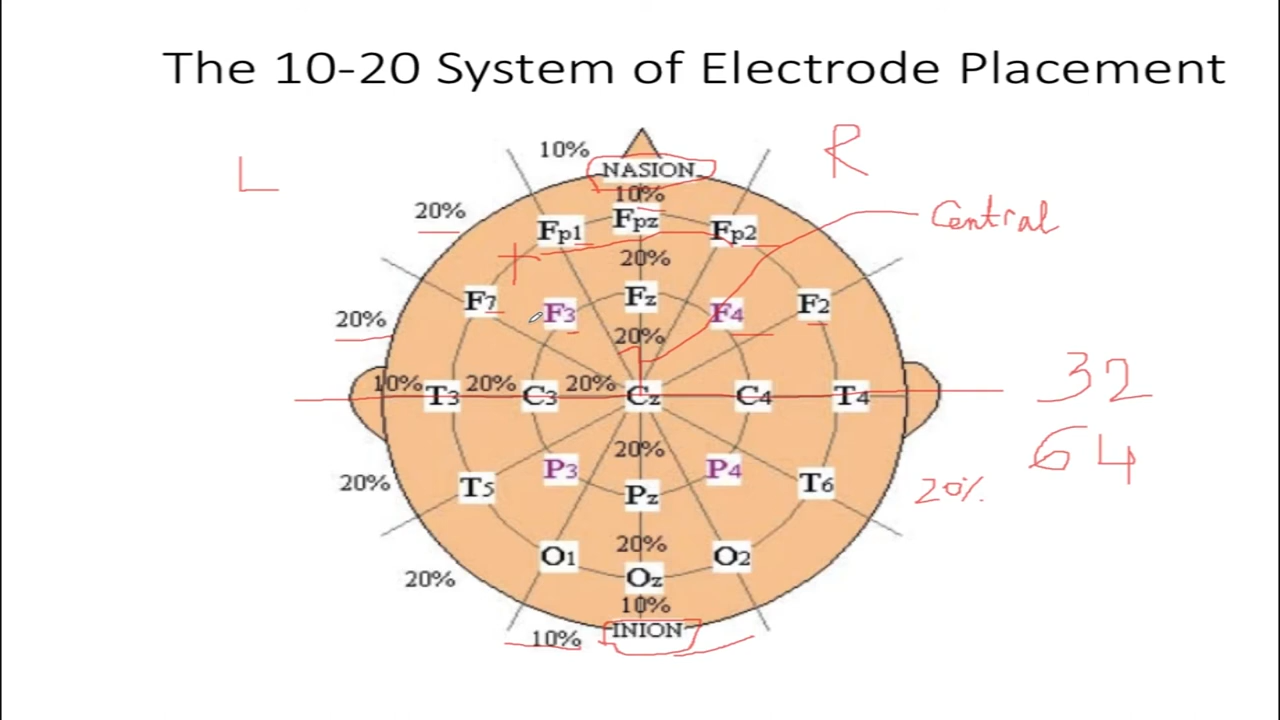 The 10-20 System of Electrode Placement
L
R
10%
NASION
10%
20%
Fp1
Fpz
Fp2
Central
20%
F7
F3
Fz
F4
F2
20%
20%
10%
T3
20%
C3
20%
Cz
C4
T4
32
20%
64
20%
T5
P3
Pz
P4
T6
20%
20%
O1
20%
Oz
O2
10%
10%
INION